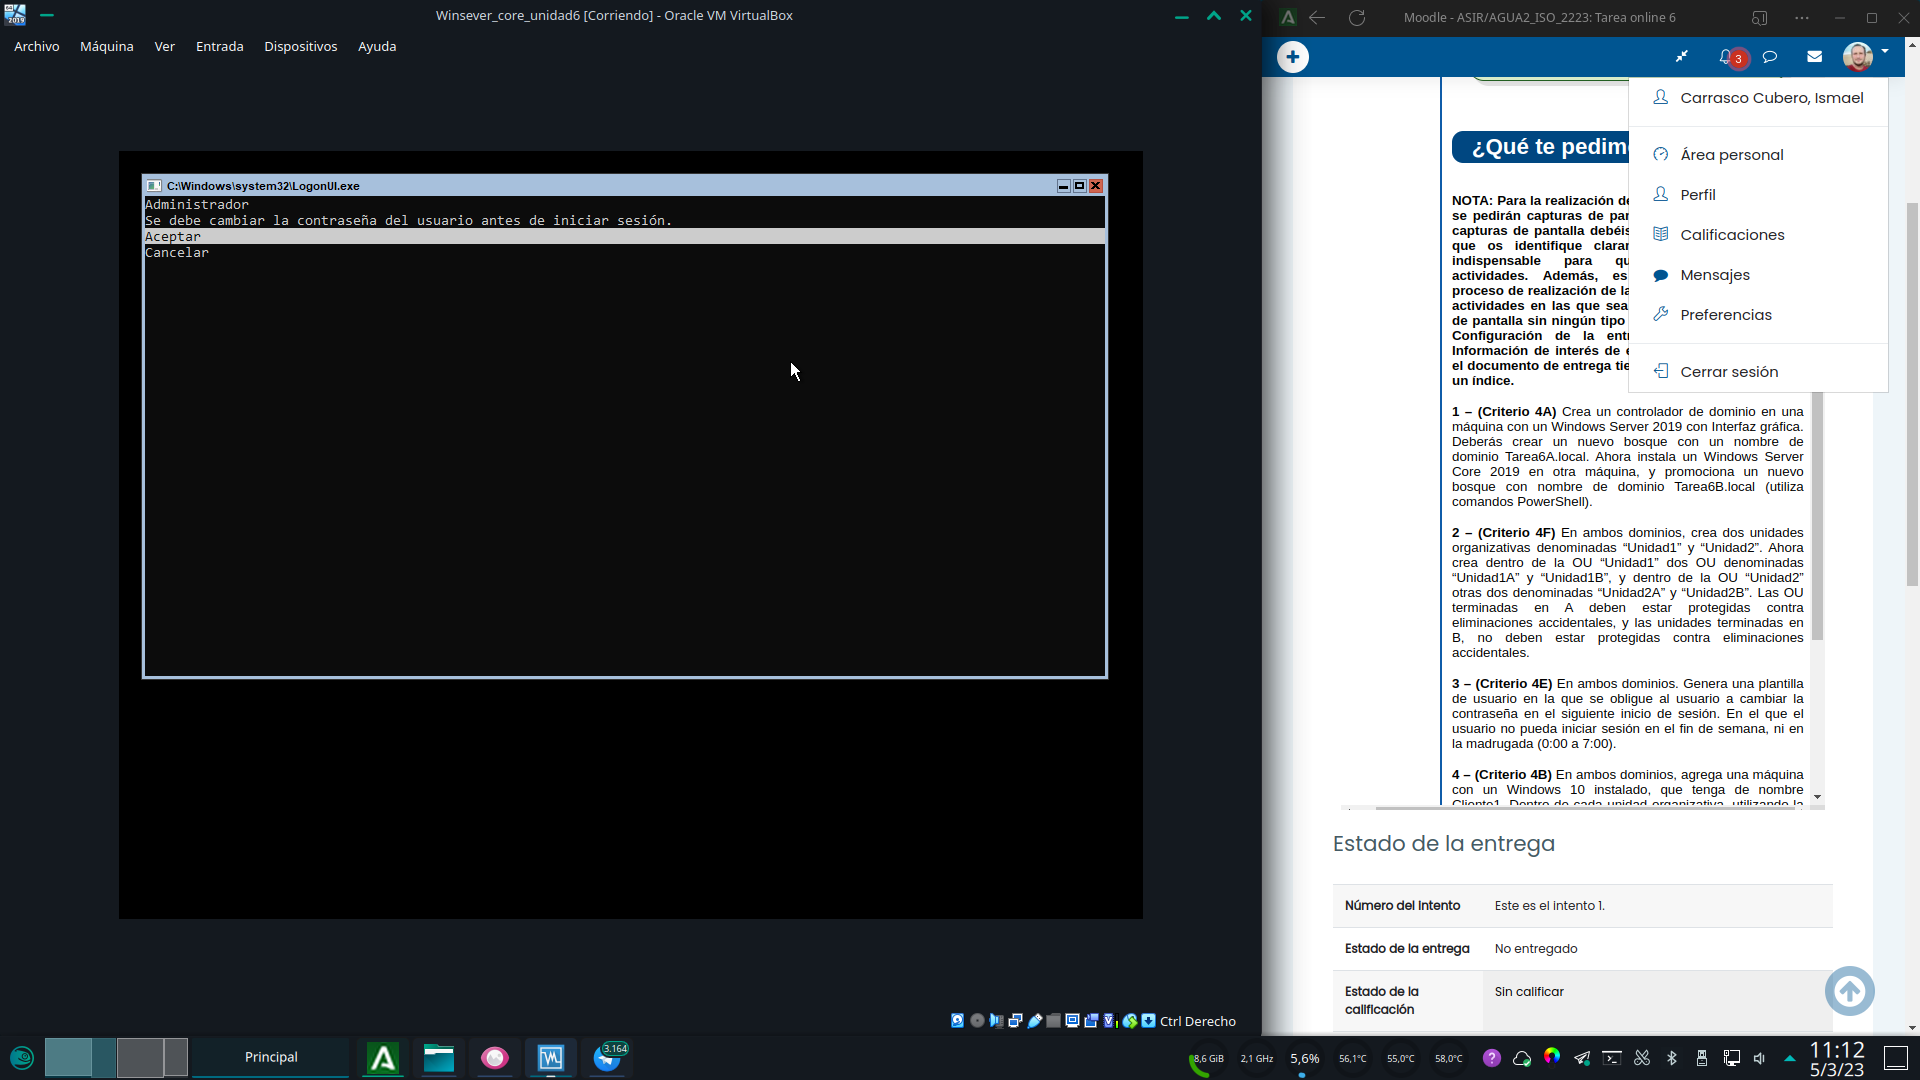 Winsever_core_unidad6 [Corriendo] - Oracle VM VirtualBox
Archivo Máquina Ver Entrada Dispositivos Ayuda
C:\Windows\system32\LogonUI.exe
Administrador
Se debe cambiar la contraseña del usuario antes de iniciar sesión.
Aceptar
Cancelar
Ctrl Derecho
Moodle - ASIR/AGUA2_ISO_2223: Tarea online 6
3
Carrasco Cubero, Ismael
Área personal
Perfil
Calificaciones
Mensajes
Preferencias
Cerrar sesión
¿Qué te pedim
NOTA: Para la realización de
se pedirán capturas de pan
capturas de pantalla debéis
que os identifique claran
indispensable para qu
actividades. Además, es
proceso de realización de la
actividades en las que sea
de pantalla sin ningún tipo
Configuración de la entr
Información de interés de e
el documento de entrega tie
un índice.
1 – (Criterio 4A) Crea un controlador de dominio en una
máquina con un Windows Server 2019 con Interfaz gráfica.
Deberás crear un nuevo bosque con un nombre de
dominio Tarea6A.local. Ahora instala un Windows Server
Core 2019 en otra máquina, y promociona un nuevo
bosque con nombre de dominio Tarea6B.local (utiliza
comandos PowerShell).
2 – (Criterio 4F) En ambos dominios, crea dos unidades
organizativas denominadas “Unidad1” y “Unidad2”. Ahora
crea dentro de la OU “Unidad1” dos OU denominadas
“Unidad1A” y “Unidad1B”, y dentro de la OU “Unidad2”
otras dos denominadas “Unidad2A” y “Unidad2B”. Las OU
terminadas en A deben estar protegidas contra
eliminaciones accidentales, y las unidades terminadas en
B, no deben estar protegidas contra eliminaciones
accidentales.
3 – (Criterio 4E) En ambos dominios. Genera una plantilla
de usuario en la que se obligue al usuario a cambiar la
contraseña en el siguiente inicio de sesión. En el que el
usuario no pueda iniciar sesión en el fin de semana, ni en
la madrugada (0:00 a 7:00).
4 – (Criterio 4B) En ambos dominios, agrega una máquina
con un Windows 10 instalado, que tenga de nombre
Cliente1. Dentro de cada unidad organizativa, utilizando la
Estado de la entrega
Número del intento Este es el intento 1.
Estado de la entrega No entregado
Estado de la calificación Sin calificar
Principal
3.164
8,6 GiB
2,1 GHz
5,6%
56,1°C
55,0°C
58,0°C
11:12
5/3/23